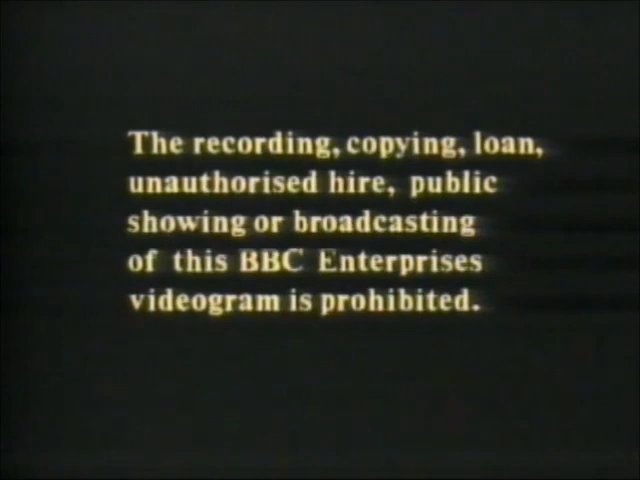 The recording, copying, loan,
unauthorised hire, public
showing or broadcasting
of this BBC Enterprises
videogram is prohibited.